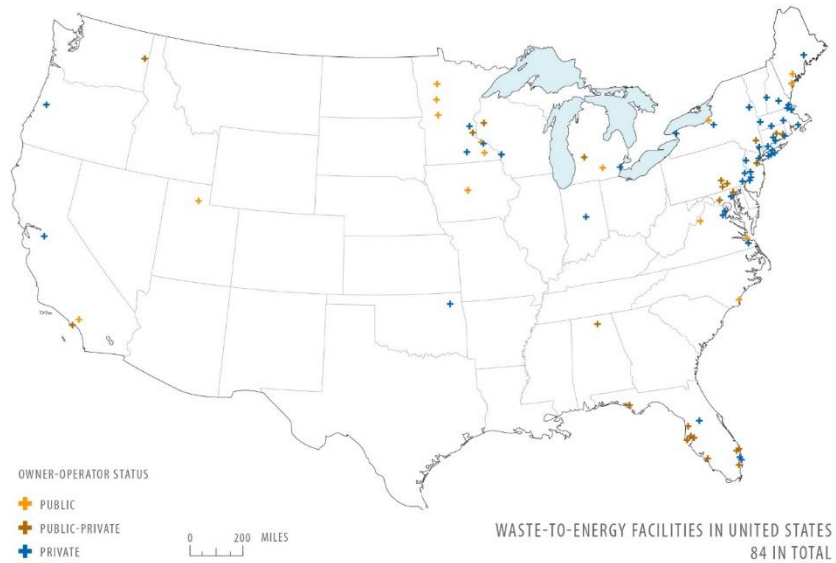 OWNER-OPERATOR STATUS
PUBLIC
PUBLIC-PRIVATE
PRIVATE
0 200 MILES
WASTE-TO-ENERGY FACILITIES IN UNITED STATES
84 IN TOTAL